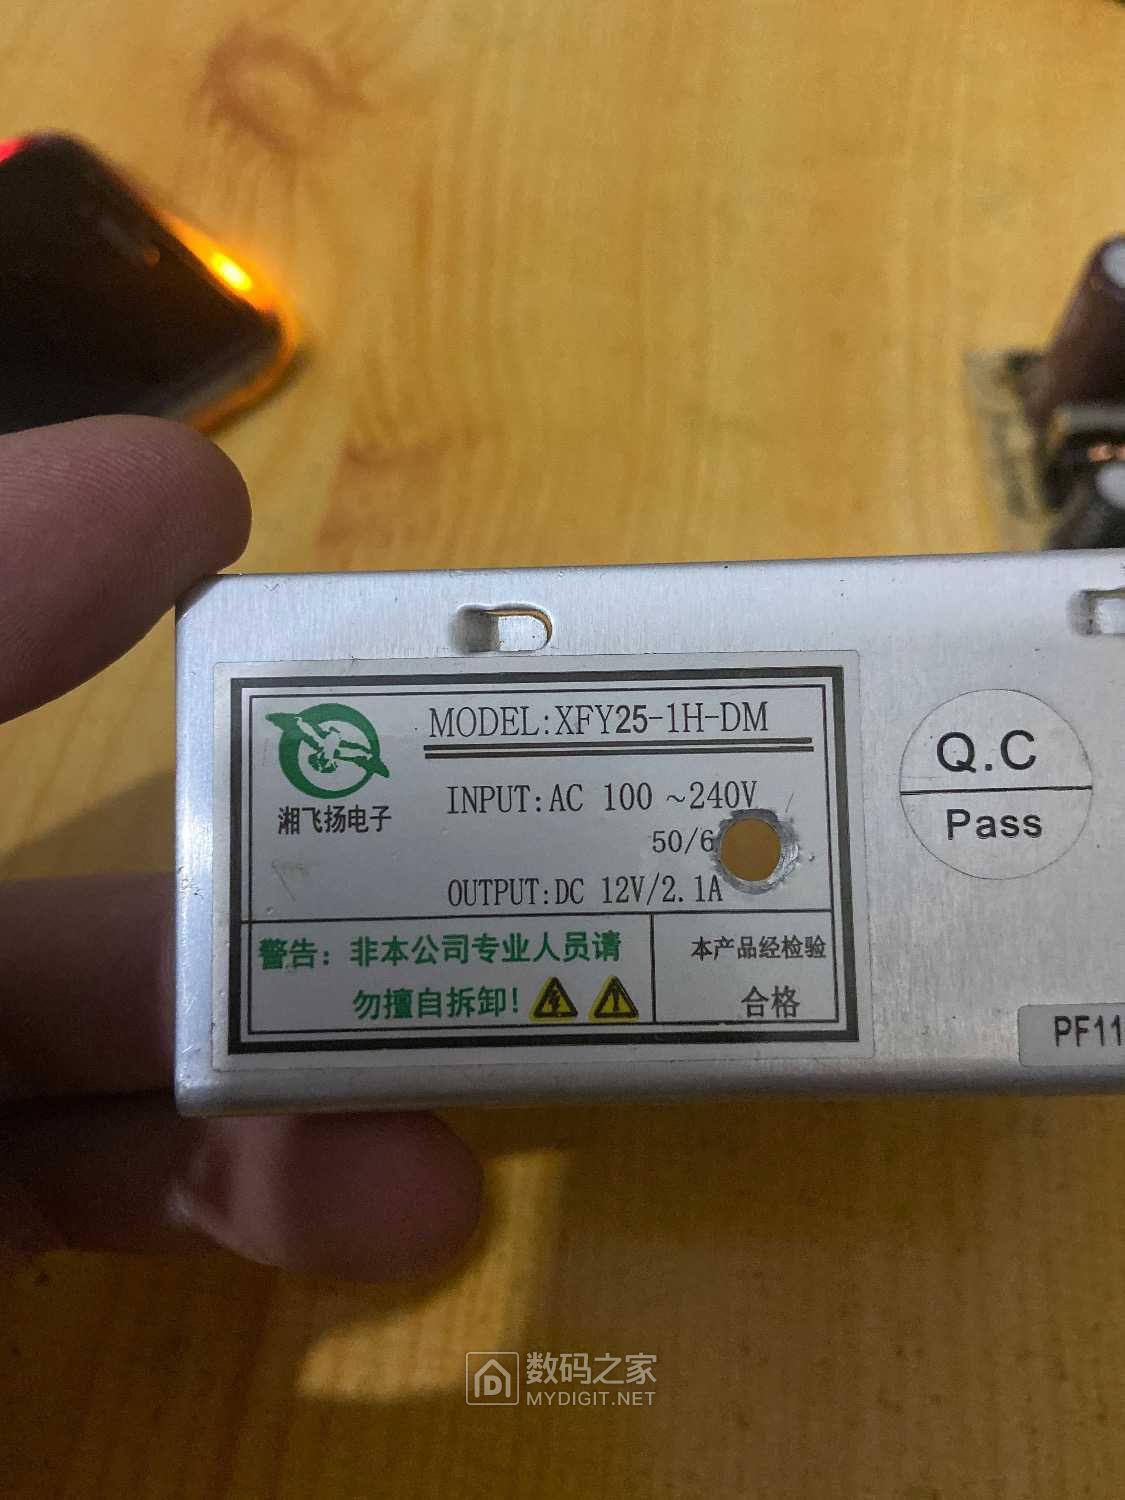 MODEL:XFY25-1H-DM
湘飞扬电子
INPUT:AC 100 ~240V
50/6
OUTPUT:DC 12V/2.1A
警告：非本公司专业人员请
勿擅自拆卸!
本产品经检验
合格
Q.C
Pass
PF11
数码之家
MYDIGIT.NET